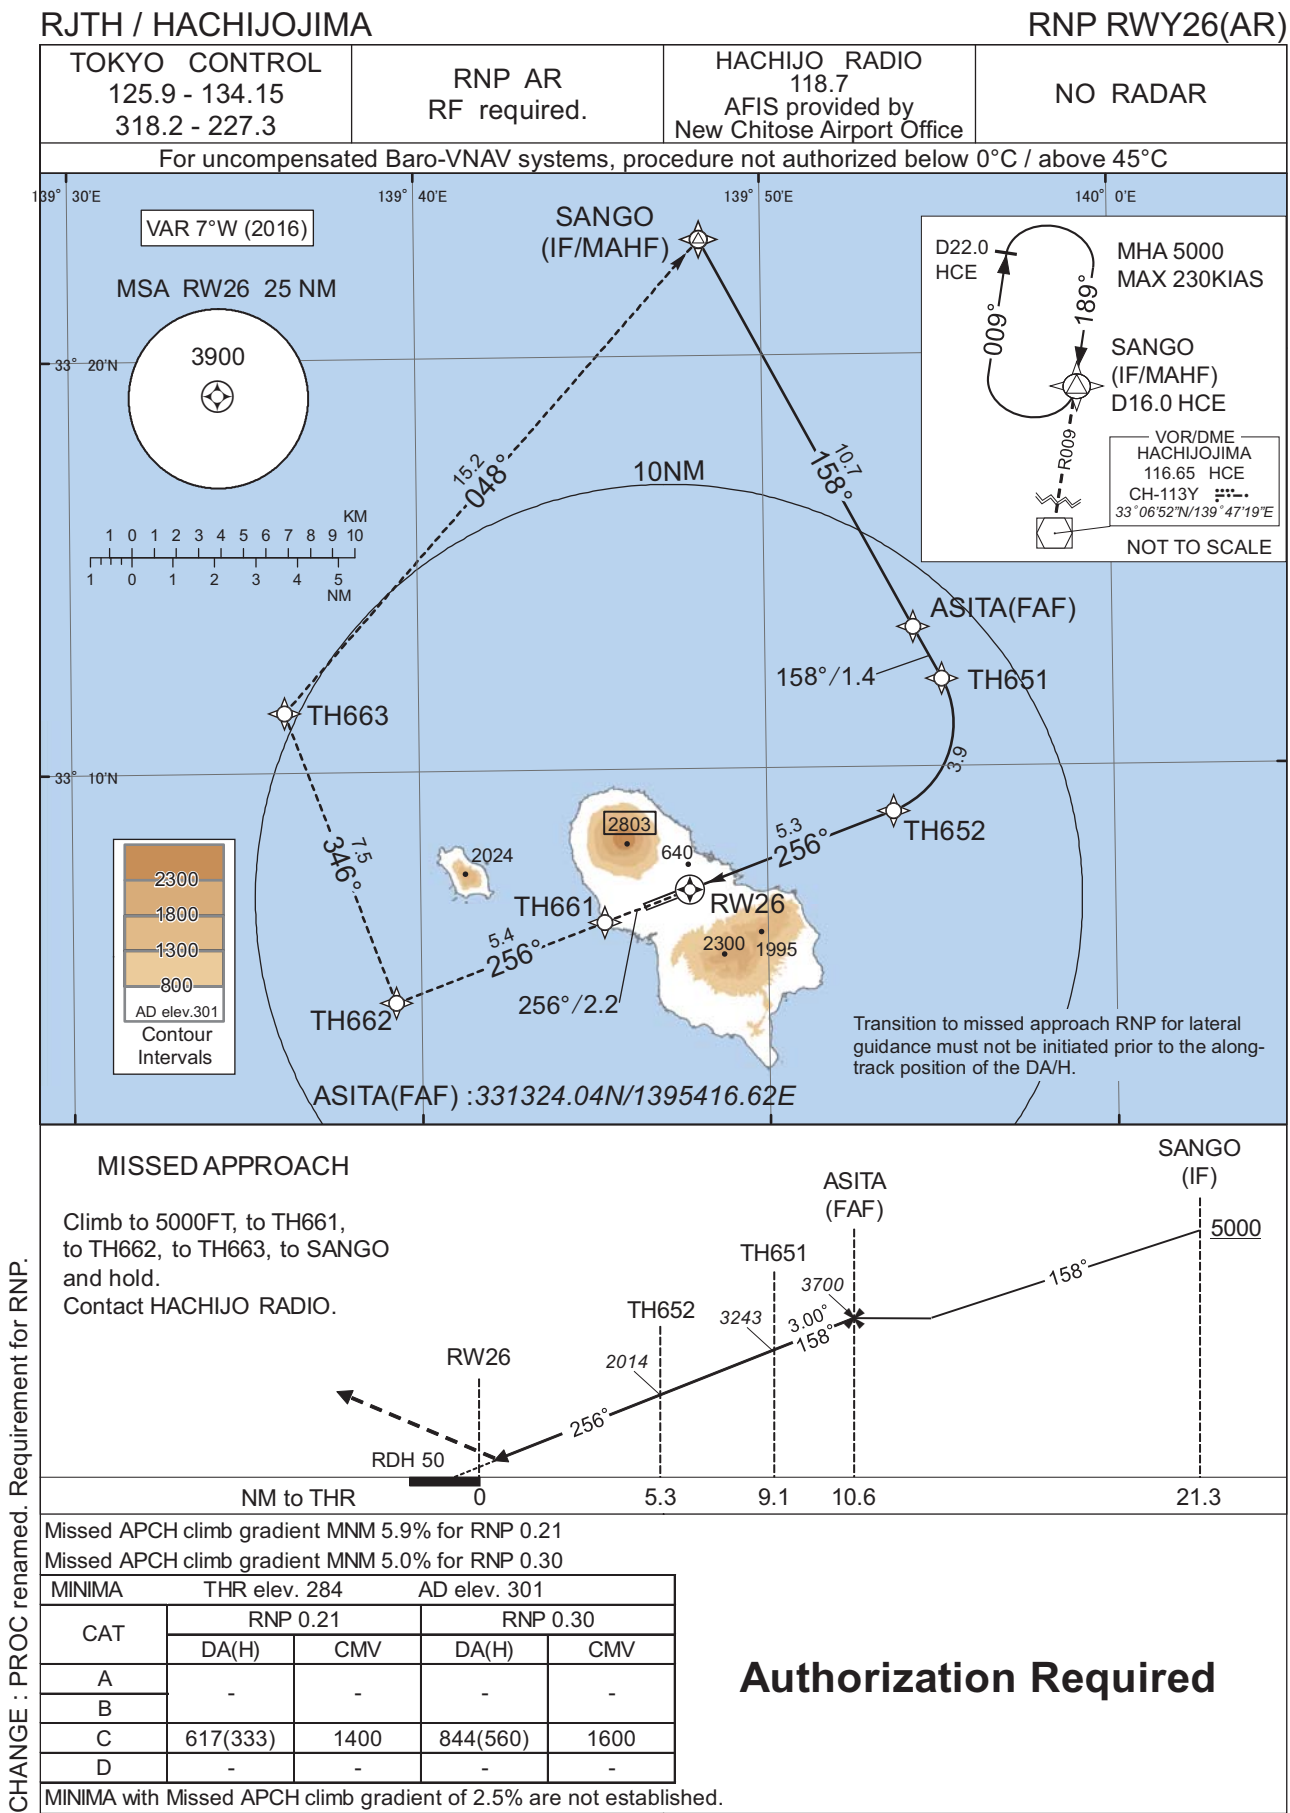 RJTH / HACHIJOJIMA
RNP RWY26(AR)
TOKYO CONTROL
125.9 - 134.15
318.2 - 227.3
RNP AR
RF required.
HACHIJO RADIO
118.7
AFIS provided by
New Chitose Airport Office
NO RADAR
For uncompensated Baro-VNAV systems, procedure not authorized below 0°C / above 45°C
139° 30'E
139° 40'E
139° 50'E
140° 0'E
VAR 7°W (2016)
MSA RW26 25 NM
3900
SANGO
(IF/MAHF)
D22.0
HCE
009°
189°
MHA 5000
MAX 230KIAS
SANGO
(IF/MAHF)
D16.0 HCE
R009
VOR/DME
HACHIJOJIMA
116.65 HCE
CH-113Y
33°06'52"N/139°47'19"E
NOT TO SCALE
33° 20'N
15.2
048°
10NM
10.7
158°
KM
1 0 1 2 3 4 5 6 7 8 9 10
1 0 1 2 3 4 5
NM
ASITA(FAF)
158°/1.4
TH651
TH663
3.9
33° 10'N
TH652
5.3
256°
2803
640
2024
7.5
346°
TH661
RW26
5.4
256°
2300
1995
256°/2.2
TH662
2300
1800
1300
800
AD elev.301
Contour
Intervals
Transition to missed approach RNP for lateral
guidance must not be initiated prior to the along-
track position of the DA/H.
ASITA(FAF) :331324.04N/1395416.62E
MISSED APPROACH
Climb to 5000FT, to TH661,
to TH662, to TH663, to SANGO
and hold.
Contact HACHIJO RADIO.
SANGO
(IF)
5000
158°
ASITA
(FAF)
3700
TH651
3243
3.00°
158°
TH652
2014
256°
RW26
RDH 50
NM to THR 0 5.3 9.1 10.6 21.3
Missed APCH climb gradient MNM 5.9% for RNP 0.21
Missed APCH climb gradient MNM 5.0% for RNP 0.30
MINIMA THR elev. 284 AD elev. 301
CAT RNP 0.21 RNP 0.30
DA(H) CMV DA(H) CMV
A
- - - -
B
C 617(333) 1400 844(560) 1600
D - - - -
MINIMA with Missed APCH climb gradient of 2.5% are not established.
Authorization Required
CHANGE : PROC renamed. Requirement for RNP.